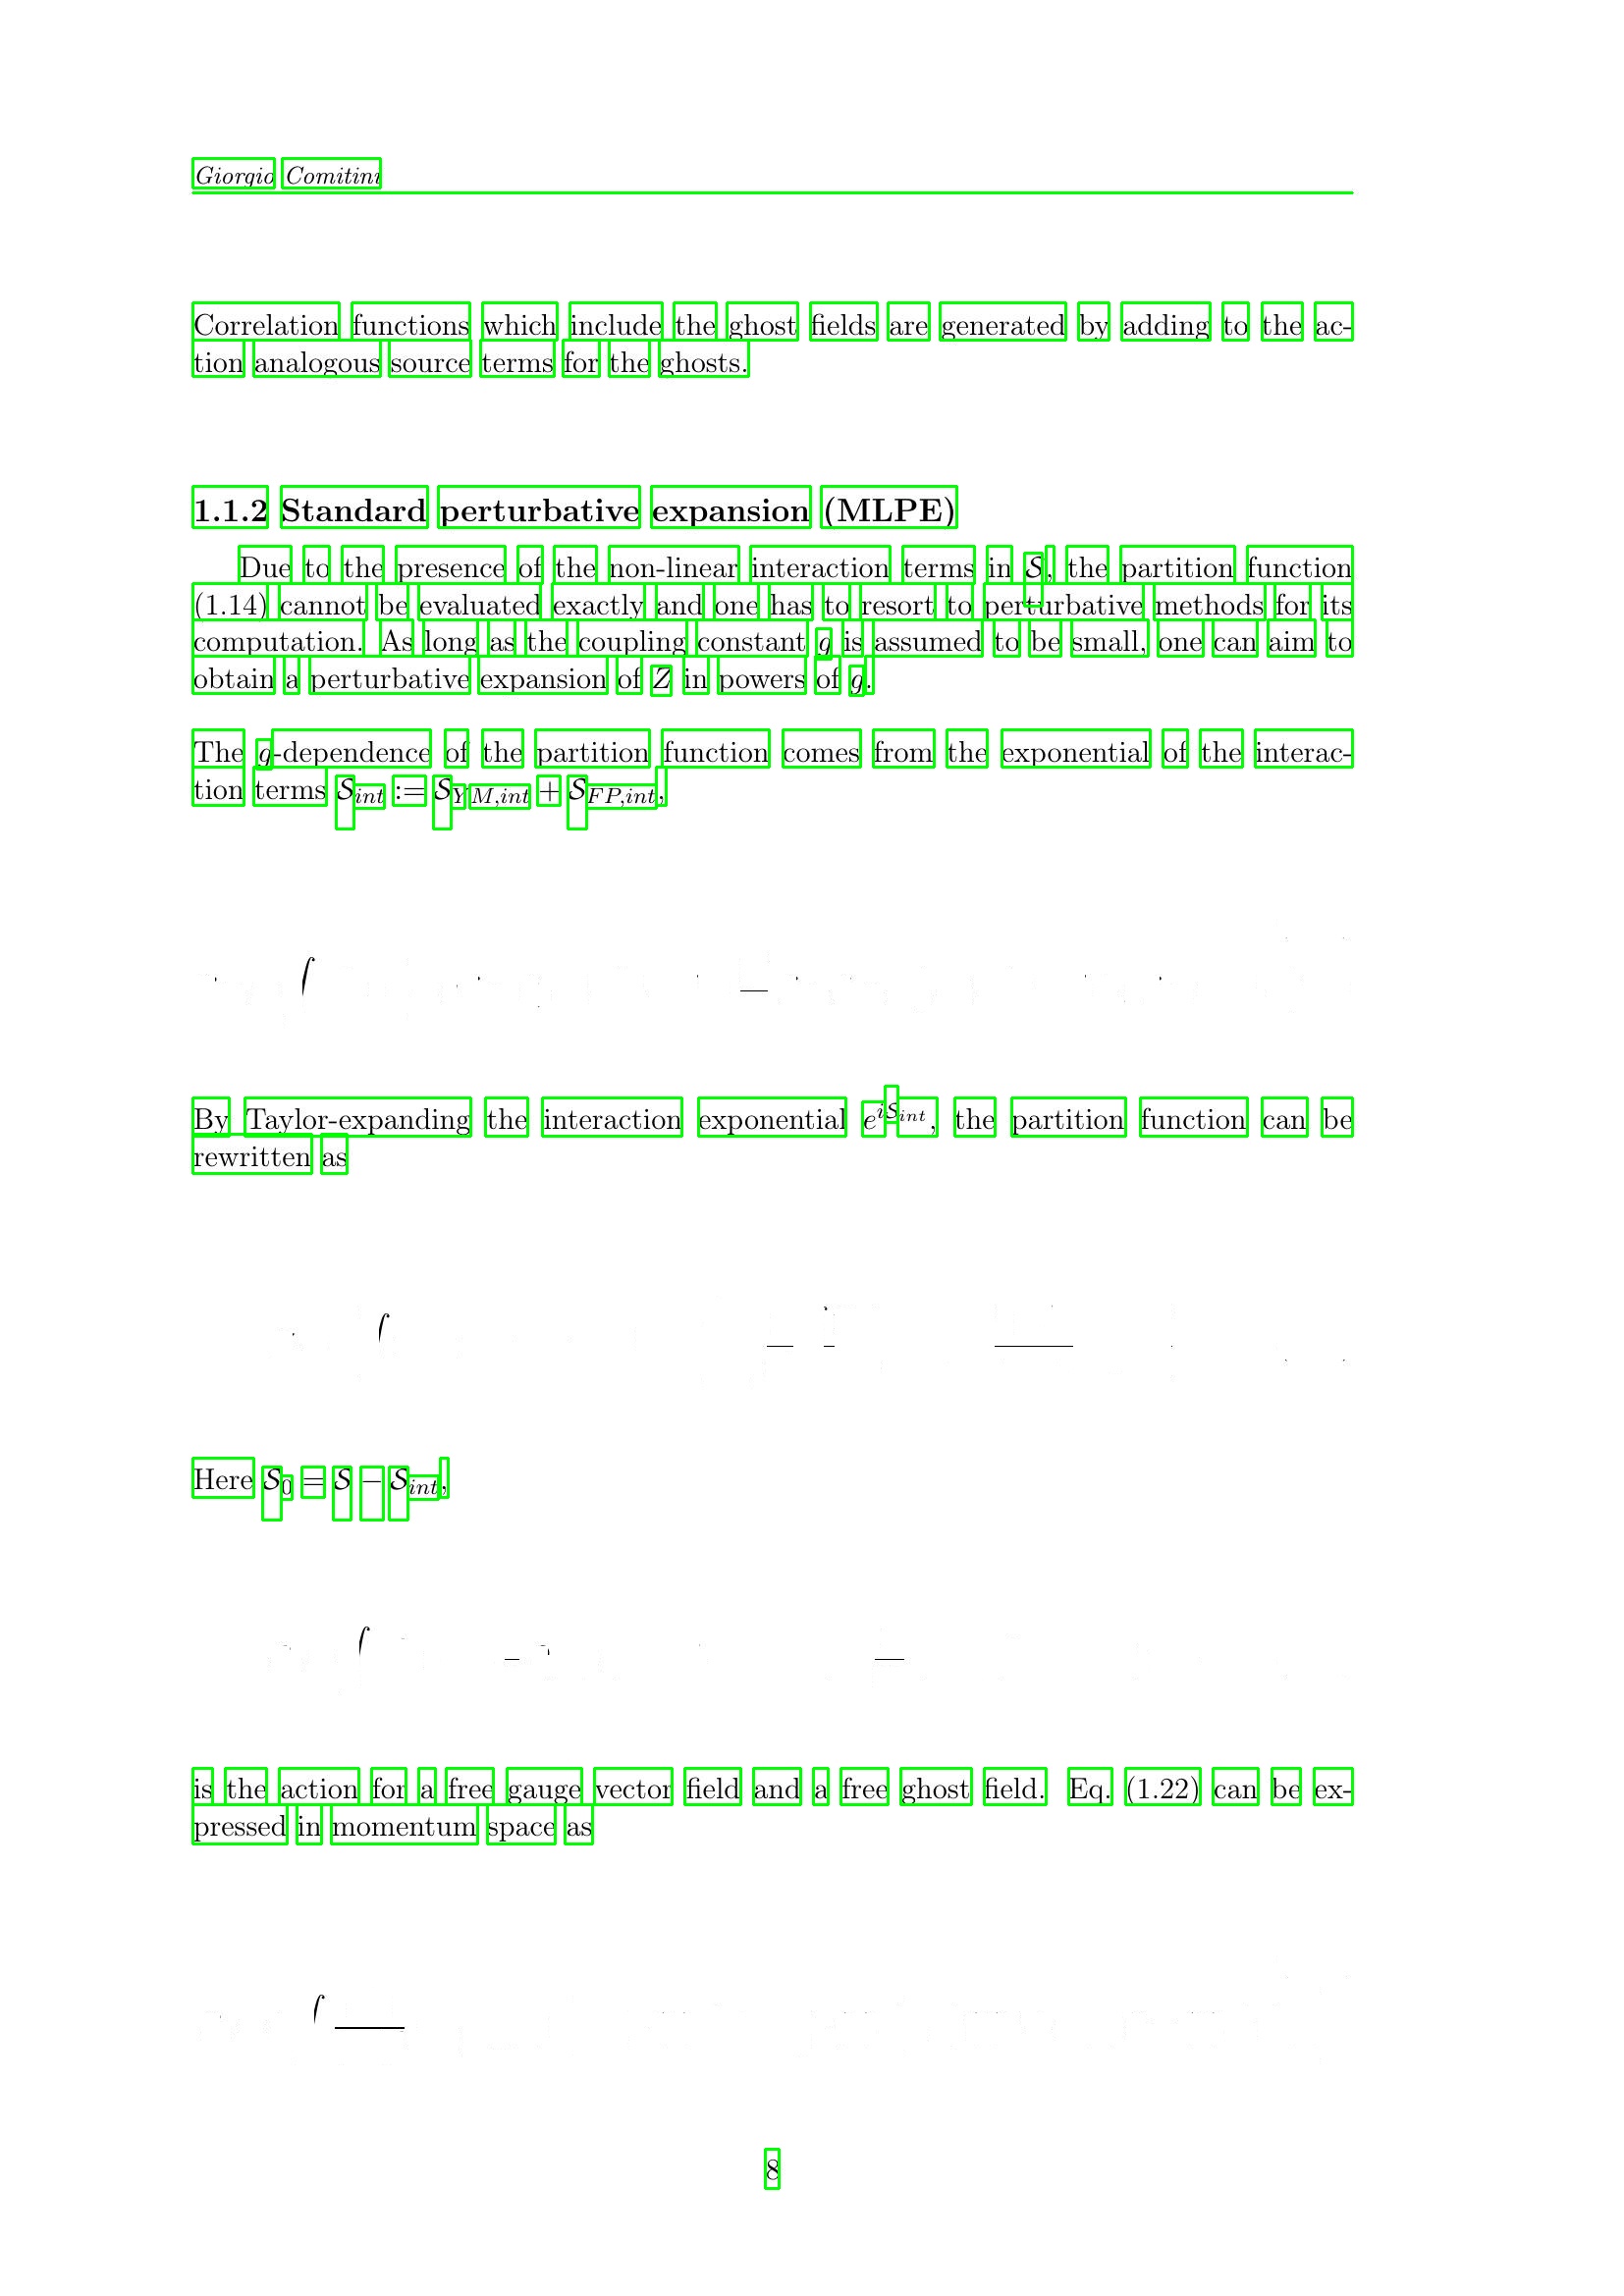 Giorgio Comitini
Correlation functions which include the ghost fields are generated by adding to the ac-
tion analogous source terms for the ghosts.
1.1.2 Standard perturbative expansion (MLPE)
Due to the presence of the non-linear interaction terms in 𝒮, the partition function
(1.14) cannot be evaluated exactly and one has to resort to perturbative methods for its
computation. As long as the coupling constant g is assumed to be small, one can aim to
obtain a perturbative expansion of Z in powers of g.
The g-dependence of the partition function comes from the exponential of the interac-
tion terms 𝒮_{int} := 𝒮_{YM,int} + 𝒮_{FP,int},
∫ —
By Taylor-expanding the interaction exponential e^{i𝒮_{int}}, the partition function can be
rewritten as
∫
Here 𝒮_0 = 𝒮 − 𝒮_{int},
∫
is the action for a free gauge vector field and a free ghost field. Eq. (1.22) can be ex-
pressed in momentum space as
∫
8